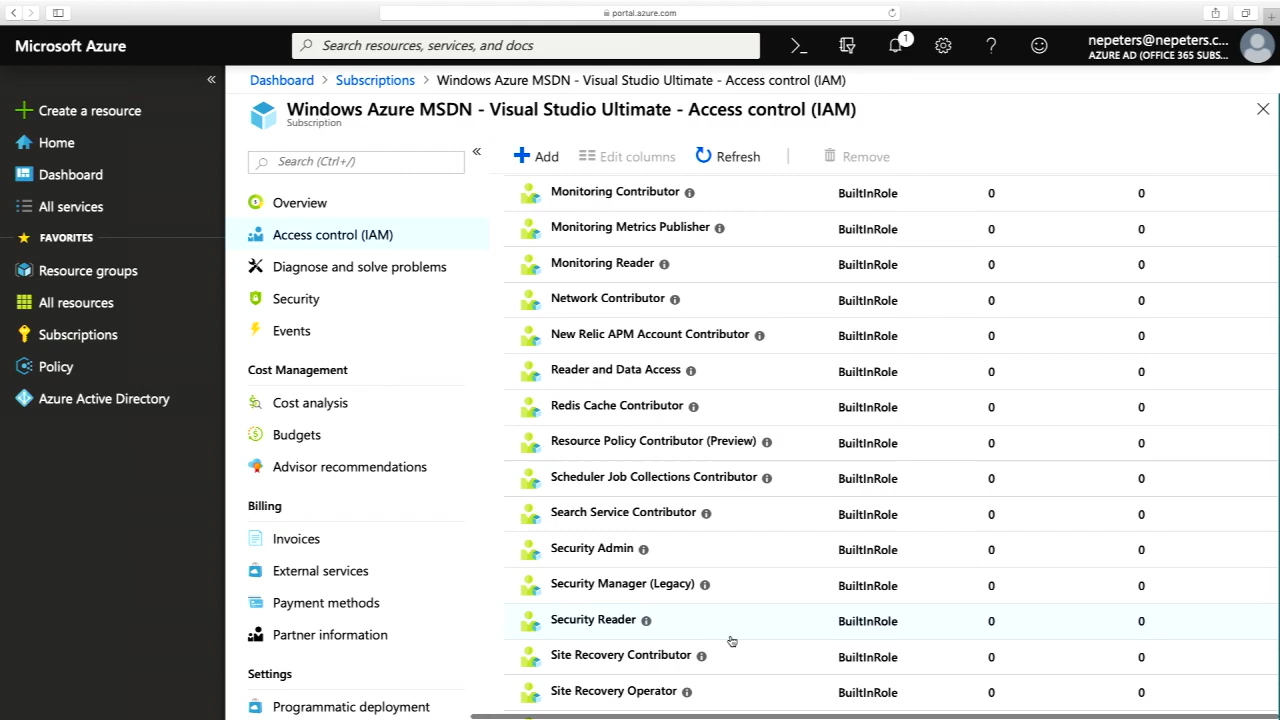 portal.azure.com
Microsoft Azure
Search resources, services, and docs
1
nepeters@nepeters.c...
AZURE AD (OFFICE 365 SUBS...
Create a resource
Home
Dashboard
All services
FAVORITES
Resource groups
All resources
Subscriptions
Policy
Azure Active Directory
Dashboard > Subscriptions > Windows Azure MSDN - Visual Studio Ultimate - Access control (IAM)
Windows Azure MSDN - Visual Studio Ultimate - Access control (IAM)
Subscription
Search (Ctrl+/)
Overview
Access control (IAM)
Diagnose and solve problems
Security
Events
Cost Management
Cost analysis
Budgets
Advisor recommendations
Billing
Invoices
External services
Payment methods
Partner information
Settings
Programmatic deployment
Add Edit columns Refresh Remove
Monitoring Contributor BuiltInRole 0 0
Monitoring Metrics Publisher BuiltInRole 0 0
Monitoring Reader BuiltInRole 0 0
Network Contributor BuiltInRole 0 0
New Relic APM Account Contributor BuiltInRole 0 0
Reader and Data Access BuiltInRole 0 0
Redis Cache Contributor BuiltInRole 0 0
Resource Policy Contributor (Preview) BuiltInRole 0 0
Scheduler Job Collections Contributor BuiltInRole 0 0
Search Service Contributor BuiltInRole 0 0
Security Admin BuiltInRole 0 0
Security Manager (Legacy) BuiltInRole 0 0
Security Reader BuiltInRole 0 0
Site Recovery Contributor BuiltInRole 0 0
Site Recovery Operator BuiltInRole 0 0